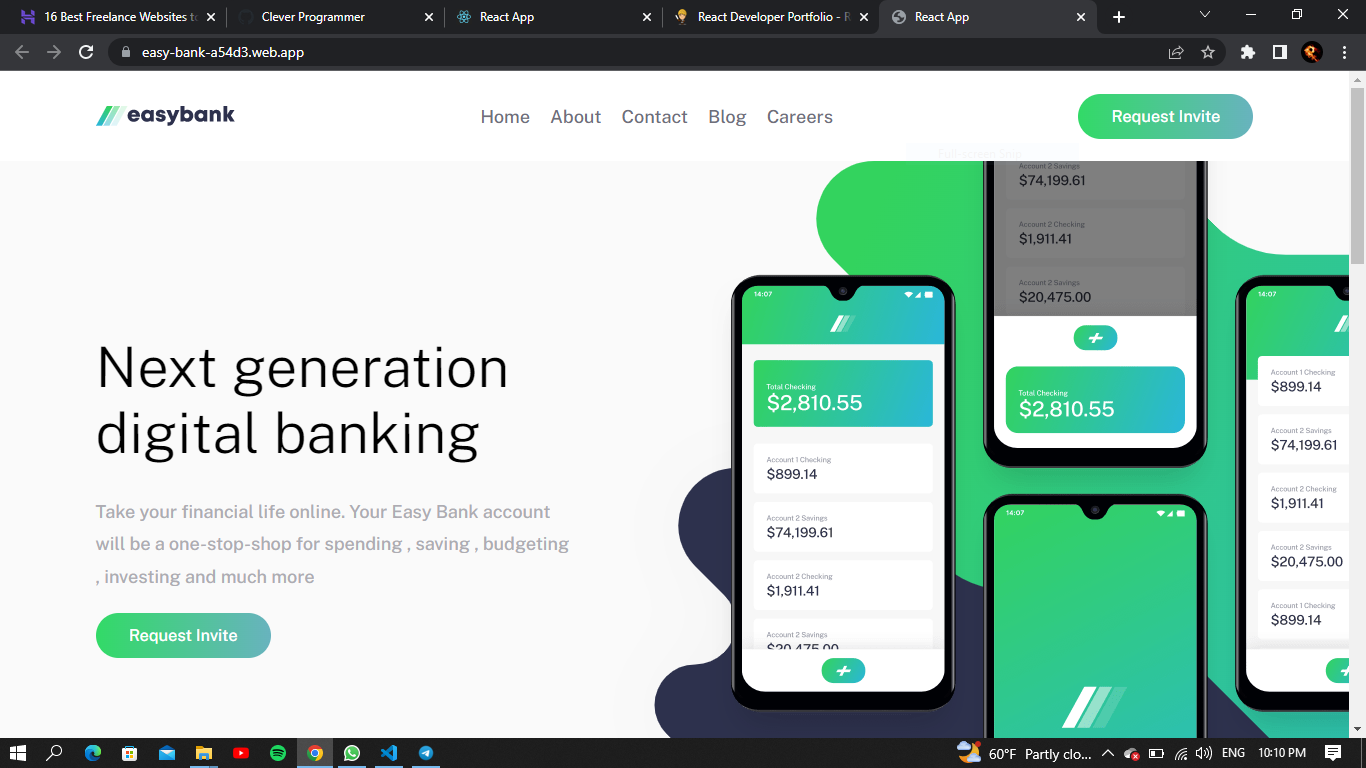 16 Best Freelance Websites to
Clever Programmer
React App
React Developer Portfolio - R
React App
easy-bank-a54d3.web.app
easybank
Home About Contact Blog Careers
Request Invite
Next generation
digital banking
Take your financial life online. Your Easy Bank account
will be a one-stop-shop for spending , saving , budgeting
, investing and much more
Request Invite
14:07
Total Checking
$2,810.55
Account 1 Checking
$899.14
Account 2 Savings
$74,199.61
Account 2 Checking
$1,911.41
Account 2 Savings
$20,475.00
Account 2 Savings
$74,199.61
Account 2 Checking
$1,911.41
Account 2 Savings
$20,475.00
Total Checking
$2,810.55
14:07
14:07
Account 1 Checking
$899.14
Account 2 Savings
$74,199.61
Account 2 Checking
$1,911.41
Account 2 Savings
$20,475.00
Account 1 Checking
$899.14
60°F Partly clo...
ENG
10:10 PM